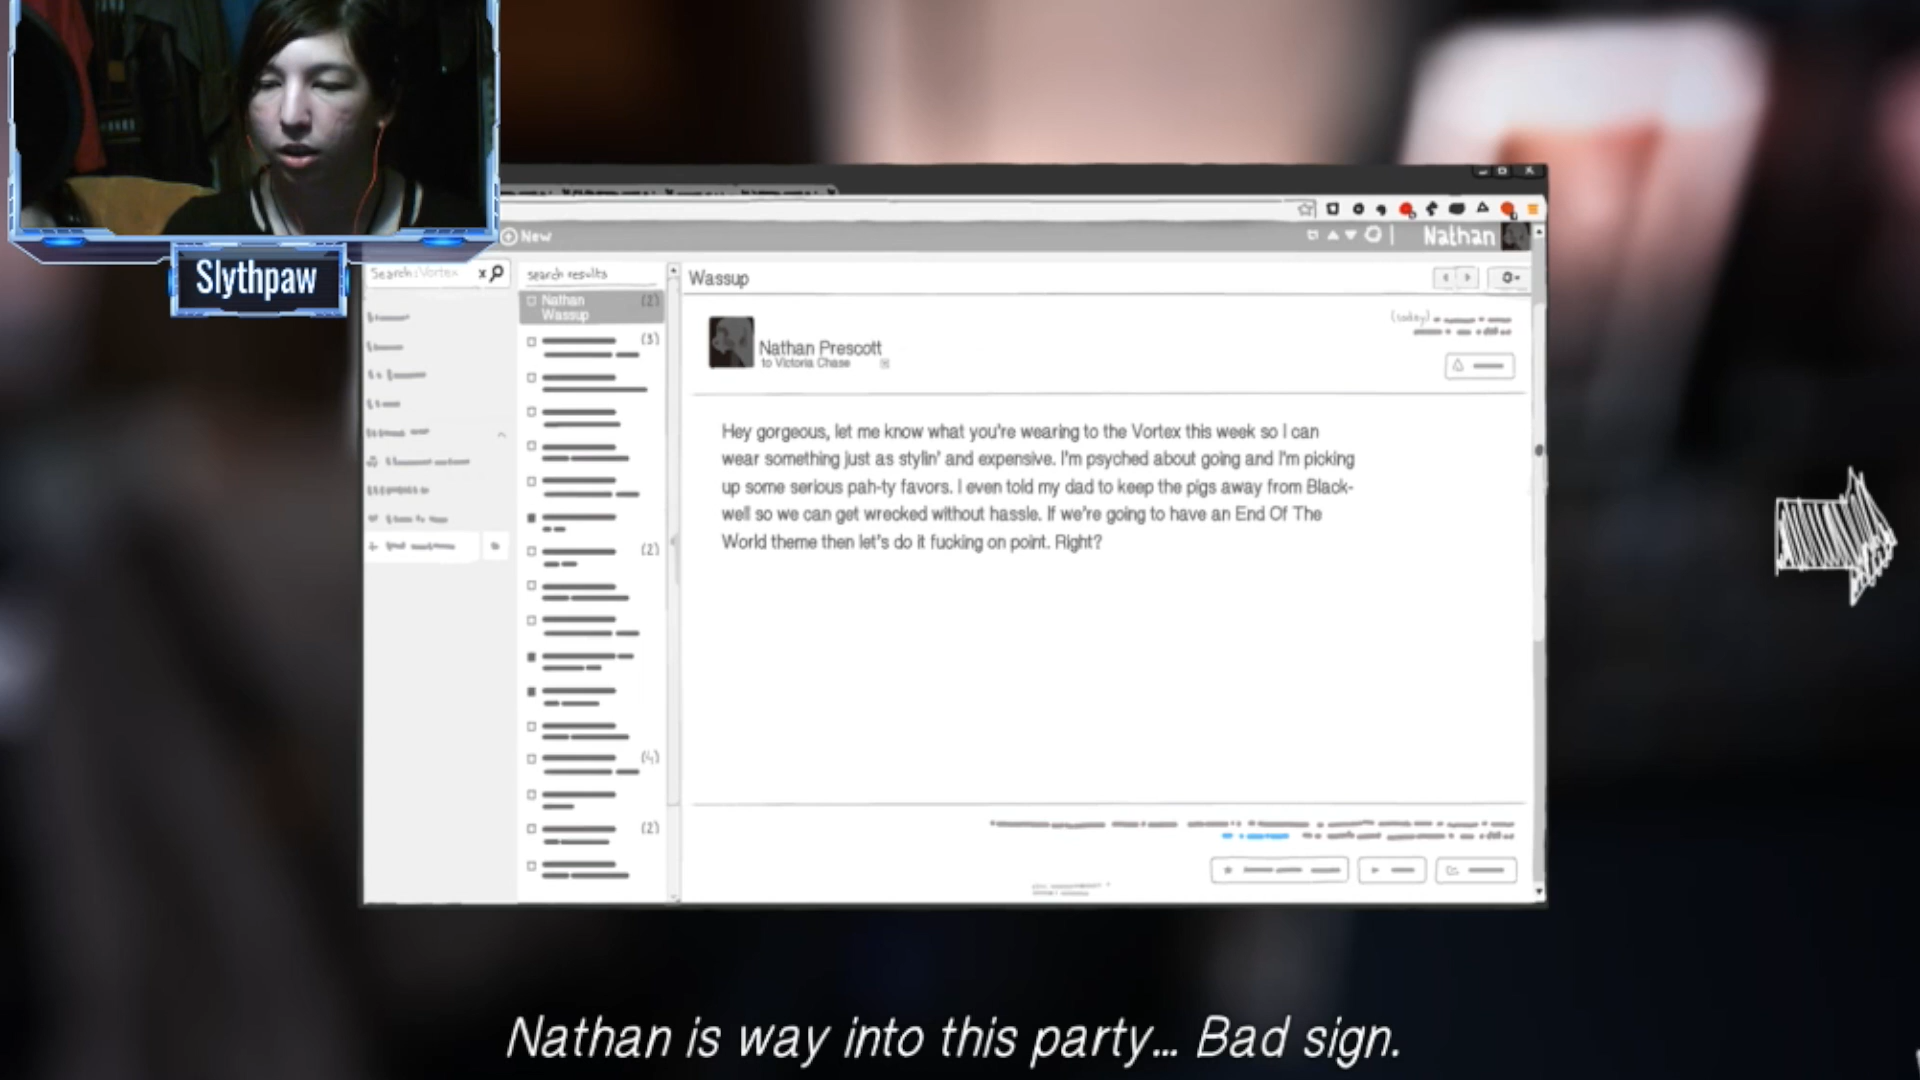 Slythpaw
New
Nathan
Search: Vortex x
search results
Nathan (2)
Wassup
(3)
(2)
(4)
(2)
Wassup
(today)
Nathan Prescott
to Victoria Chase
Hey gorgeous, let me know what you're wearing to the Vortex this week so I can
wear something just as stylin' and expensive. I'm psyched about going and I'm picking
up some serious pah-ty favors. I even told my dad to keep the pigs away from Black-
well so we can get wrecked without hassle. If we're going to have an End Of The
World theme then let's do it fucking on point. Right?
Nathan is way into this party... Bad sign.